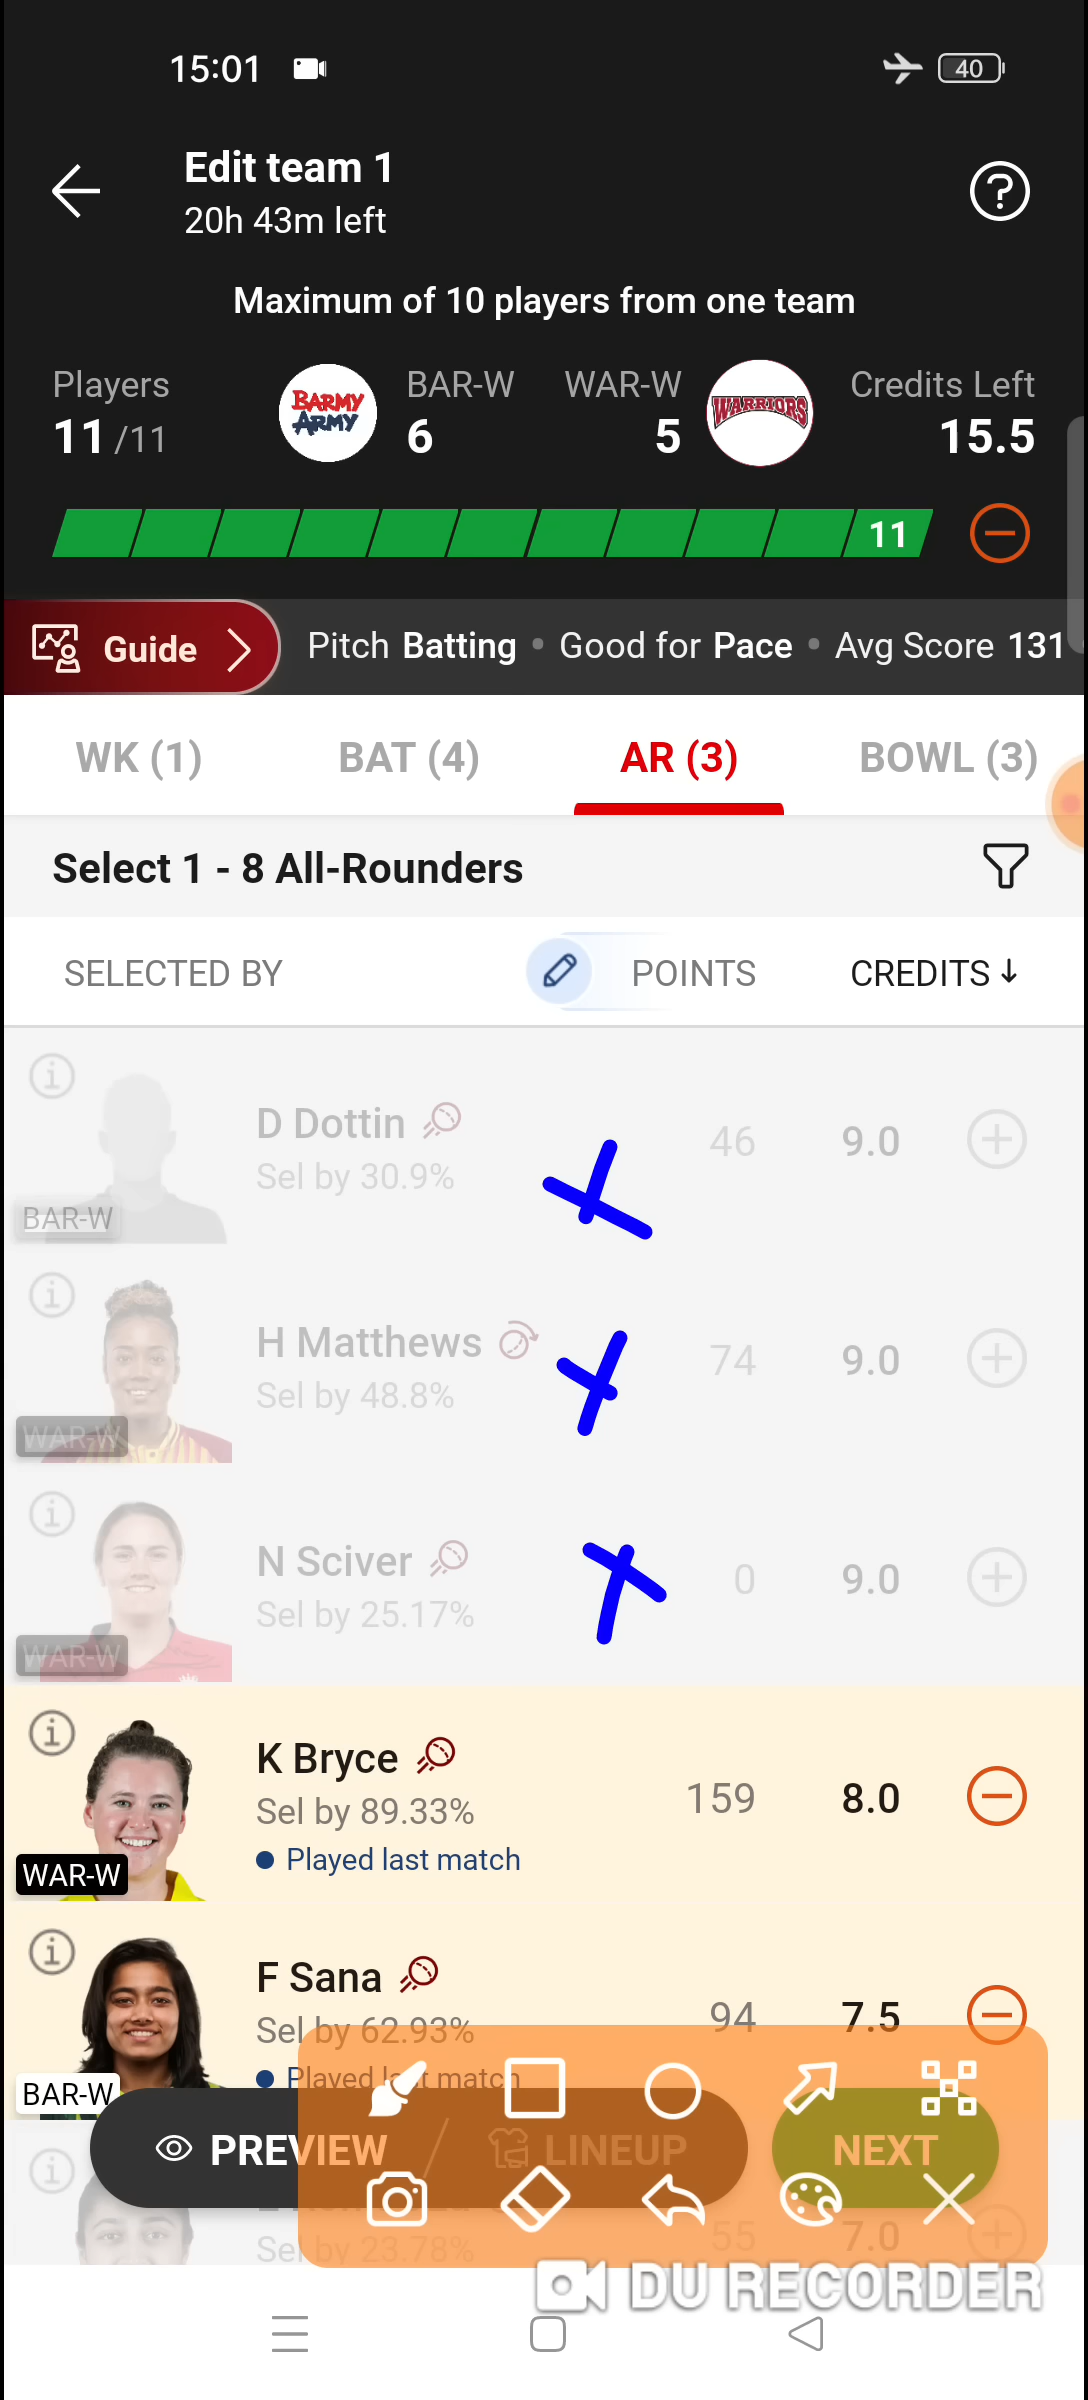 15:01
40
Edit team 1
20h 43m left
Maximum of 10 players from one team
Players BAR-W WAR-W Credits Left
11 /11 BARMY ARMY 6 5 WARRIORS 15.5
11
Guide Pitch Batting • Good for Pace • Avg Score 131
WK (1) BAT (4) AR (3) BOWL (3)
Select 1 - 8 All-Rounders
SELECTED BY POINTS CREDITS ↓
D Dottin 46 9.0
Sel by 30.9%
BAR-W
H Matthews 74 9.0
Sel by 48.8%
WAR-W
N Sciver 0 9.0
Sel by 25.17%
WAR-W
K Bryce 159 8.0
Sel by 89.33%
Played last match
WAR-W
F Sana 94 7.5
Sel by 62.93%
Played last match
BAR-W
PREVIEW LINEUP NEXT
55 7.0
Sel by 23.78%
DU RECORDER